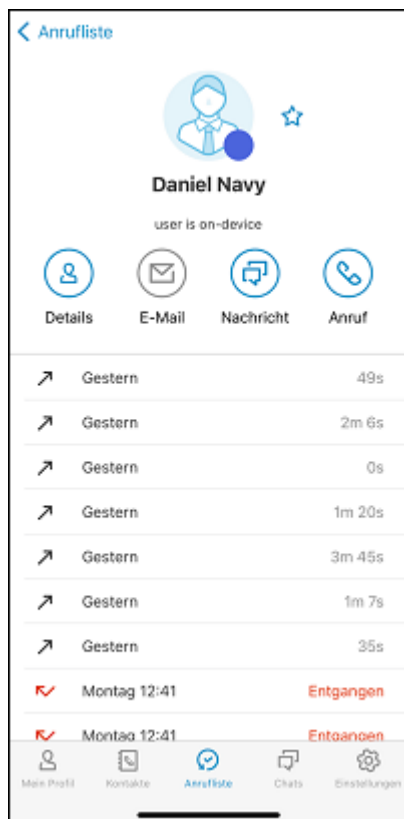 Anrufliste
Daniel Navy
user is on-device
Details E-Mail Nachricht Anruf
Gestern 49s
Gestern 2m 6s
Gestern 0s
Gestern 1m 20s
Gestern 3m 45s
Gestern 1m 7s
Gestern 35s
Montag 12:41 Entgangen
Montag 12:41 Entgangen
Mein Profil Kontakte Anrufliste Chats Einstellungen